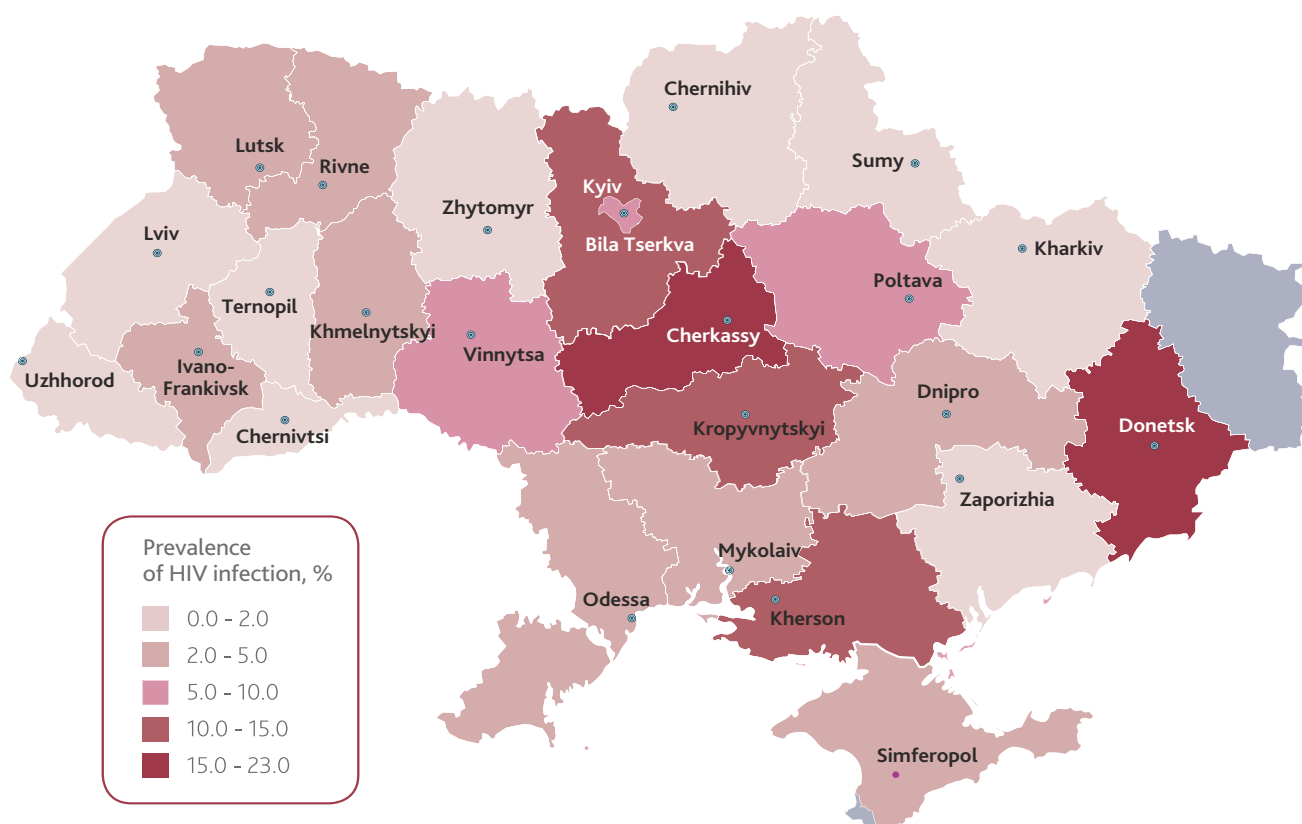 Chernihiv
Sumy
Lutsk
Rivne
Kyiv
Zhytomyr
Lviv
Bila Tserkva
Kharkiv
Poltava
Ternopil
Khmelnytskyi
Cherkassy
Vinnytsa
Ivano-
Frankivsk
Uzhhorod
Dnipro
Chernivtsi
Kropyvnytskyi
Donetsk
Zaporizhia
Mykolaiv
Odessa
Kherson
Simferopol
Prevalence
of HIV infection, %
0.0 - 2.0
2.0 - 5.0
5.0 - 10.0
10.0 - 15.0
15.0 - 23.0